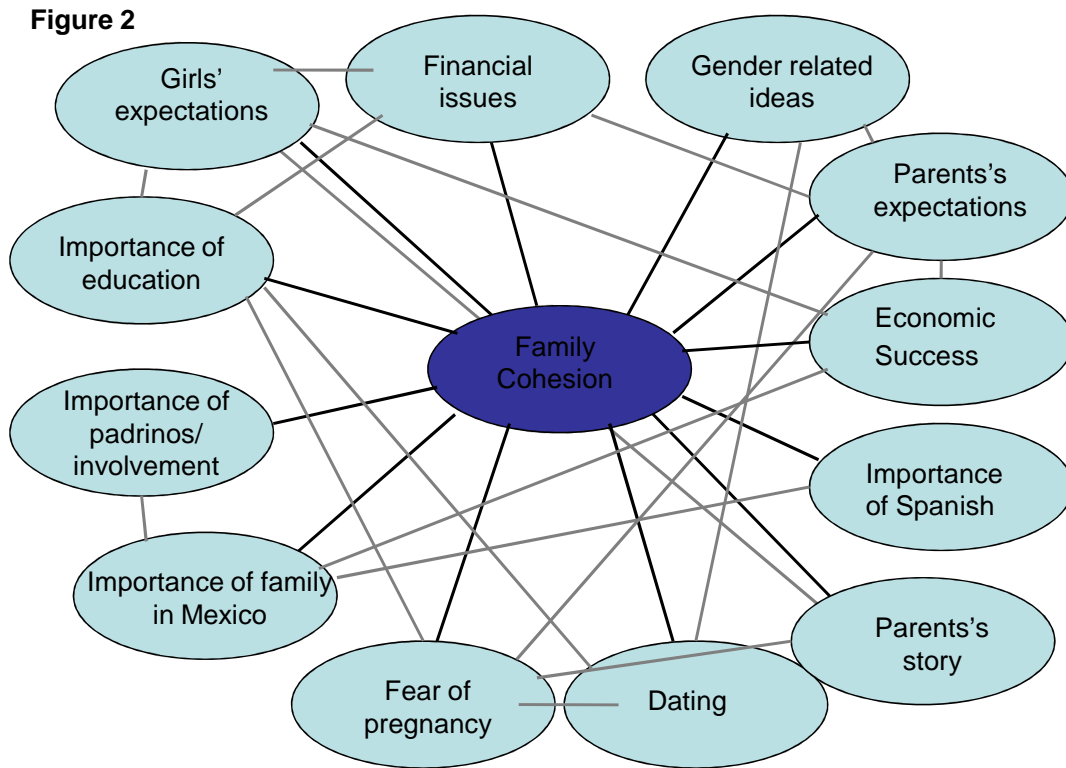 Figure 2
Girls'
expectations
Financial
issues
Gender related
ideas
Parents's
expectations
Importance of
education
Economic
Success
Family
Cohesion
Importance of
padrinos/
involvement
Importance
of Spanish
Importance of family
in Mexico
Parents's
story
Fear of
pregnancy
Dating